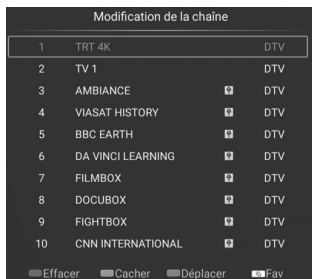 Modification de la chaîne
1 TRT 4K DTV
2 TV 1 DTV
3 AMBIANCE DTV
4 VIASAT HISTORY DTV
5 BBC EARTH DTV
6 DA VINCI LEARNING DTV
7 FILMBOX DTV
8 DOCUBOX DTV
9 FIGHTBOX DTV
10 CNN INTERNATIONAL DTV
Effacer Cacher Déplacer Fav